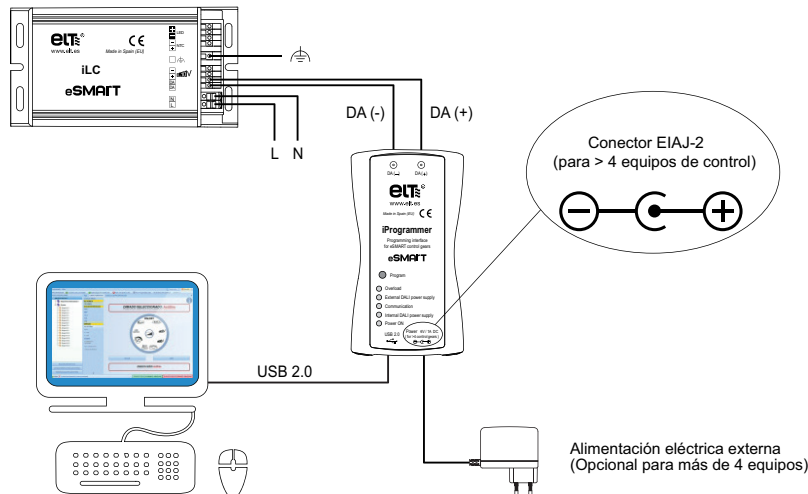 eLT®
www.elt.es
Made in Spain (EU)
CE
iLC
eSMART
LED
NTC
L N
DA (-) DA (+)
DA (-) DA (+)
eLT®
www.elt.es
Made in Spain (EU) CE
iProgrammer
Programming interface
for eSMART control gears
eSMART
Program
Overload
External DALI power supply
Communication
Internal DALI power supply
Power ON
USB 2.0
Conector EIAJ-2
(para > 4 equipos de control)
USB 2.0
Alimentación eléctrica externa
(Opcional para más de 4 equipos)